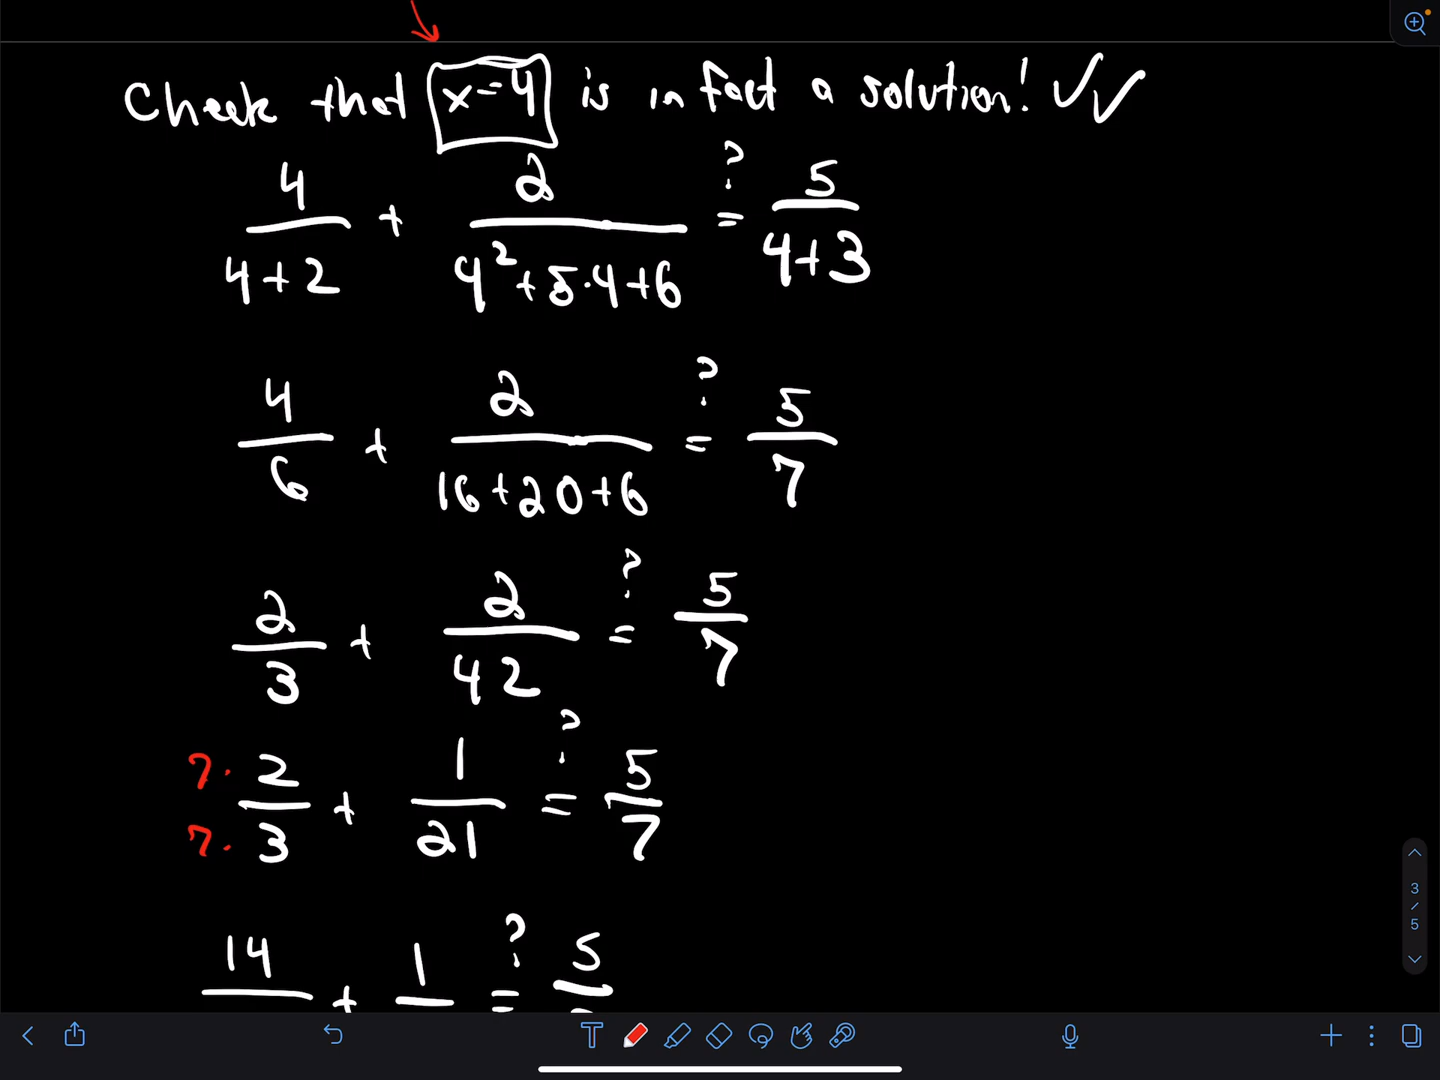 Check that x=4 is in fact a solution! ✓✓
4/(4+2) + 2/(4²+5·4+6) =? 5/(4+3)
4/6 + 2/(16+20+6) =? 5/7
2/3 + 2/42 =? 5/7
7·2/7·3 + 1/21 =? 5/7
14 + 1 =? 5
3/5
T